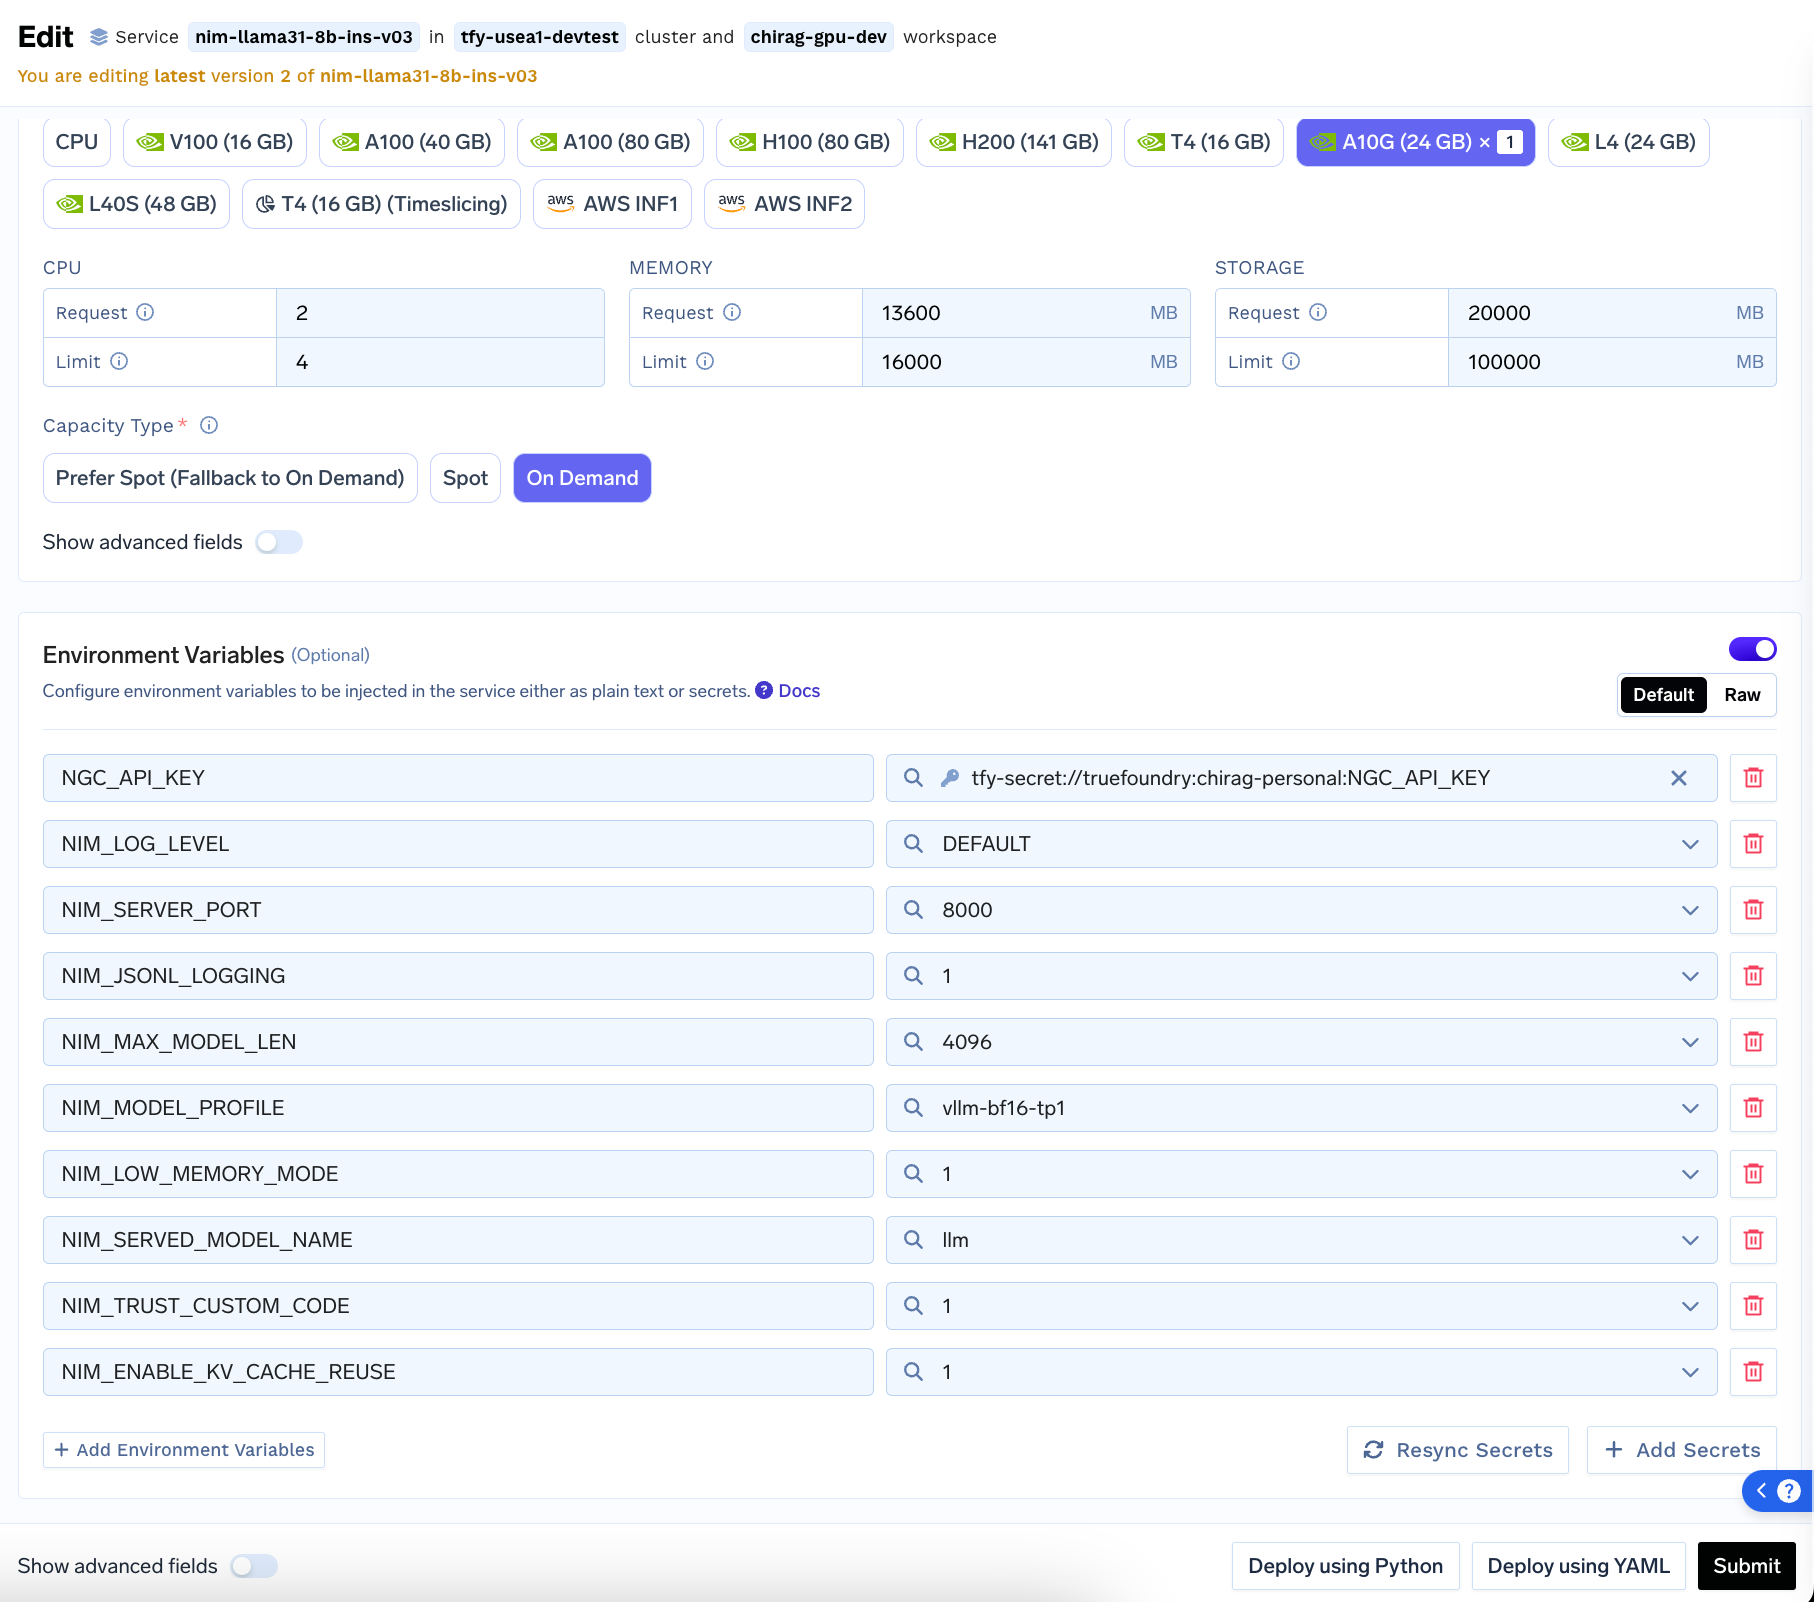 Edit Service nim-llama31-8b-ins-v03 in tfy-usea1-devtest cluster and chirag-gpu-dev workspace
You are editing latest version 2 of nim-llama31-8b-ins-v03
CPU V100 (16 GB) A100 (40 GB) A100 (80 GB) H100 (80 GB) H200 (141 GB) T4 (16 GB) A10G (24 GB) × 1 L4 (24 GB)
L40S (48 GB) T4 (16 GB) (Timeslicing) aws AWS INF1 aws AWS INF2
CPU MEMORY STORAGE
Request 2 Request 13600 MB Request 20000 MB
Limit 4 Limit 16000 MB Limit 100000 MB
Capacity Type*
Prefer Spot (Fallback to On Demand) Spot On Demand
Show advanced fields
Environment Variables (Optional)
Configure environment variables to be injected in the service either as plain text or secrets. ? Docs
Default Raw
NGC_API_KEY tfy-secret://truefoundry:chirag-personal:NGC_API_KEY
NIM_LOG_LEVEL DEFAULT
NIM_SERVER_PORT 8000
NIM_JSONL_LOGGING 1
NIM_MAX_MODEL_LEN 4096
NIM_MODEL_PROFILE vllm-bf16-tp1
NIM_LOW_MEMORY_MODE 1
NIM_SERVED_MODEL_NAME llm
NIM_TRUST_CUSTOM_CODE 1
NIM_ENABLE_KV_CACHE_REUSE 1
+ Add Environment Variables Resync Secrets + Add Secrets
?
Show advanced fields Deploy using Python Deploy using YAML Submit